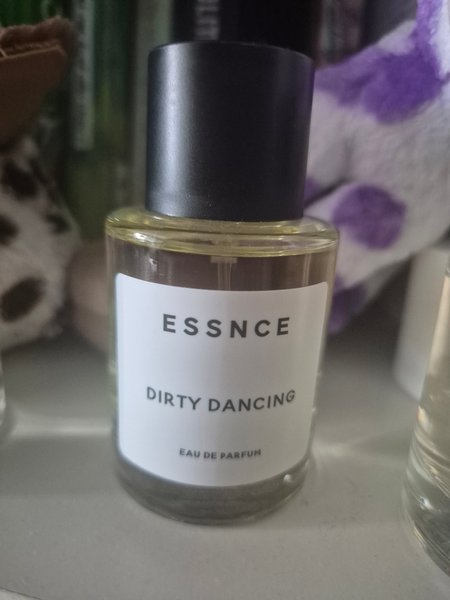 ESSNCE
DIRTY DANCING
EAU DE PARFUM